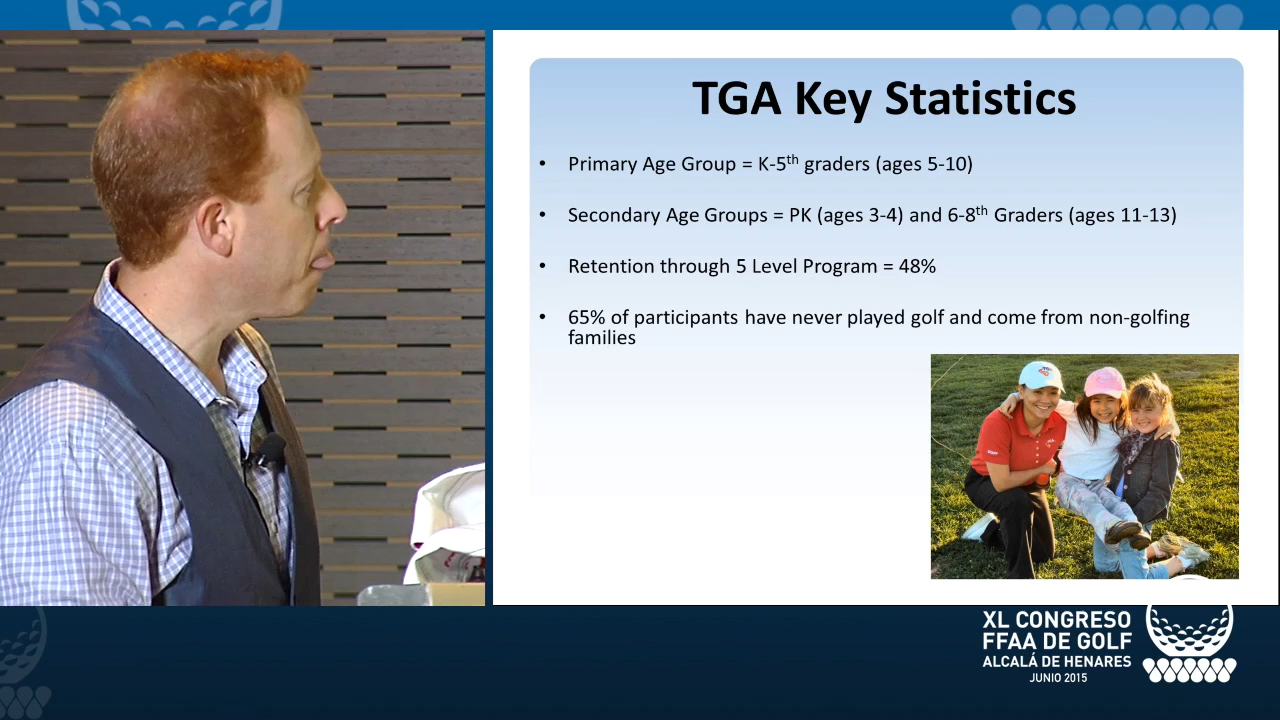 TGA Key Statistics
• Primary Age Group = K-5th graders (ages 5-10)
• Secondary Age Groups = PK (ages 3-4) and 6-8th Graders (ages 11-13)
• Retention through 5 Level Program = 48%
• 65% of participants have never played golf and come from non-golfing
families
XL CONGRESO
FFAA DE GOLF
ALCALÁ DE HENARES
JUNIO 2015